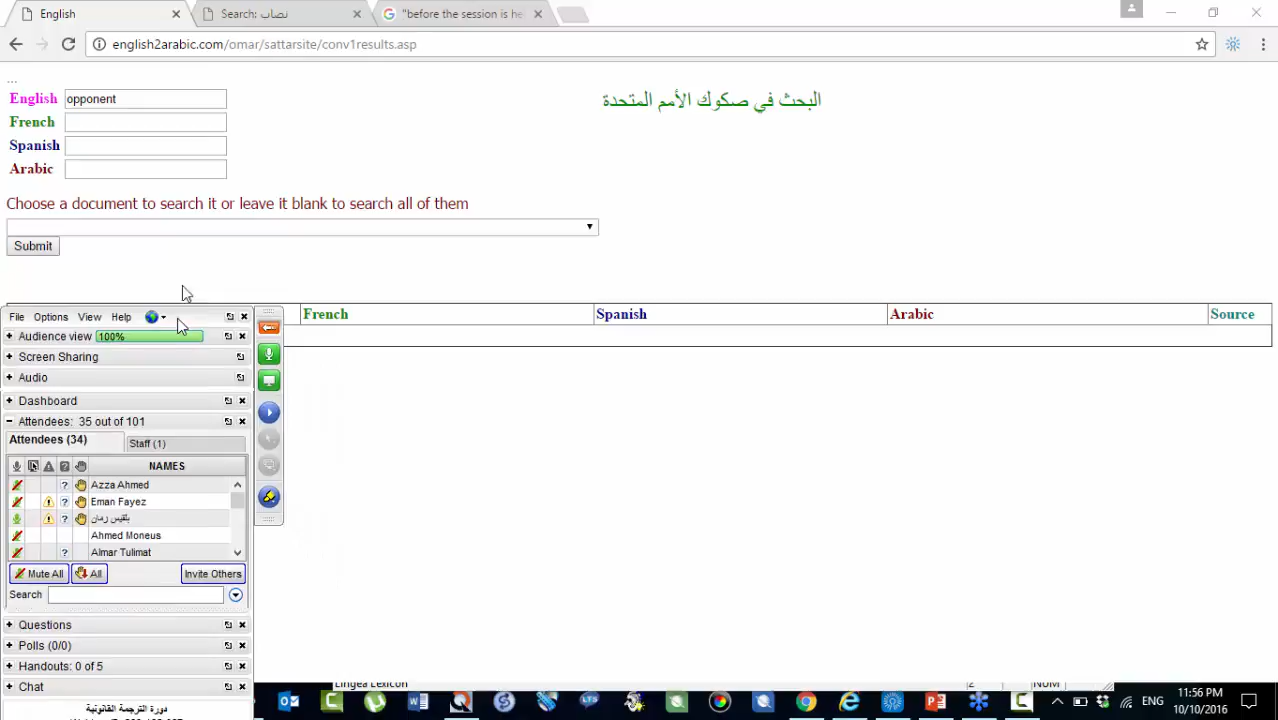 English
Search: نصاب
"before the session is he
english2arabic.com/omar/sattarsite/conv1results.asp
...
English opponent
French
Spanish
Arabic
البحث في صكوك الأمم المتحدة
Choose a document to search it or leave it blank to search all of them
Submit
French Spanish Arabic Source
File Options View Help
Audience view 100%
Screen Sharing
Audio
Dashboard
Attendees: 35 out of 101
Attendees (34) Staff (1)
NAMES
Azza Ahmed
Eman Fayez
بلقيس زمان
Ahmed Moneus
Almar Tulimat
Mute All All Invite Others
Search
Questions
Polls (0/0)
Handouts: 0 of 5
Chat
دورة الترجمة القانونية
Lingea Lexicon 2 NUM
ENG
11:56 PM
10/10/2016